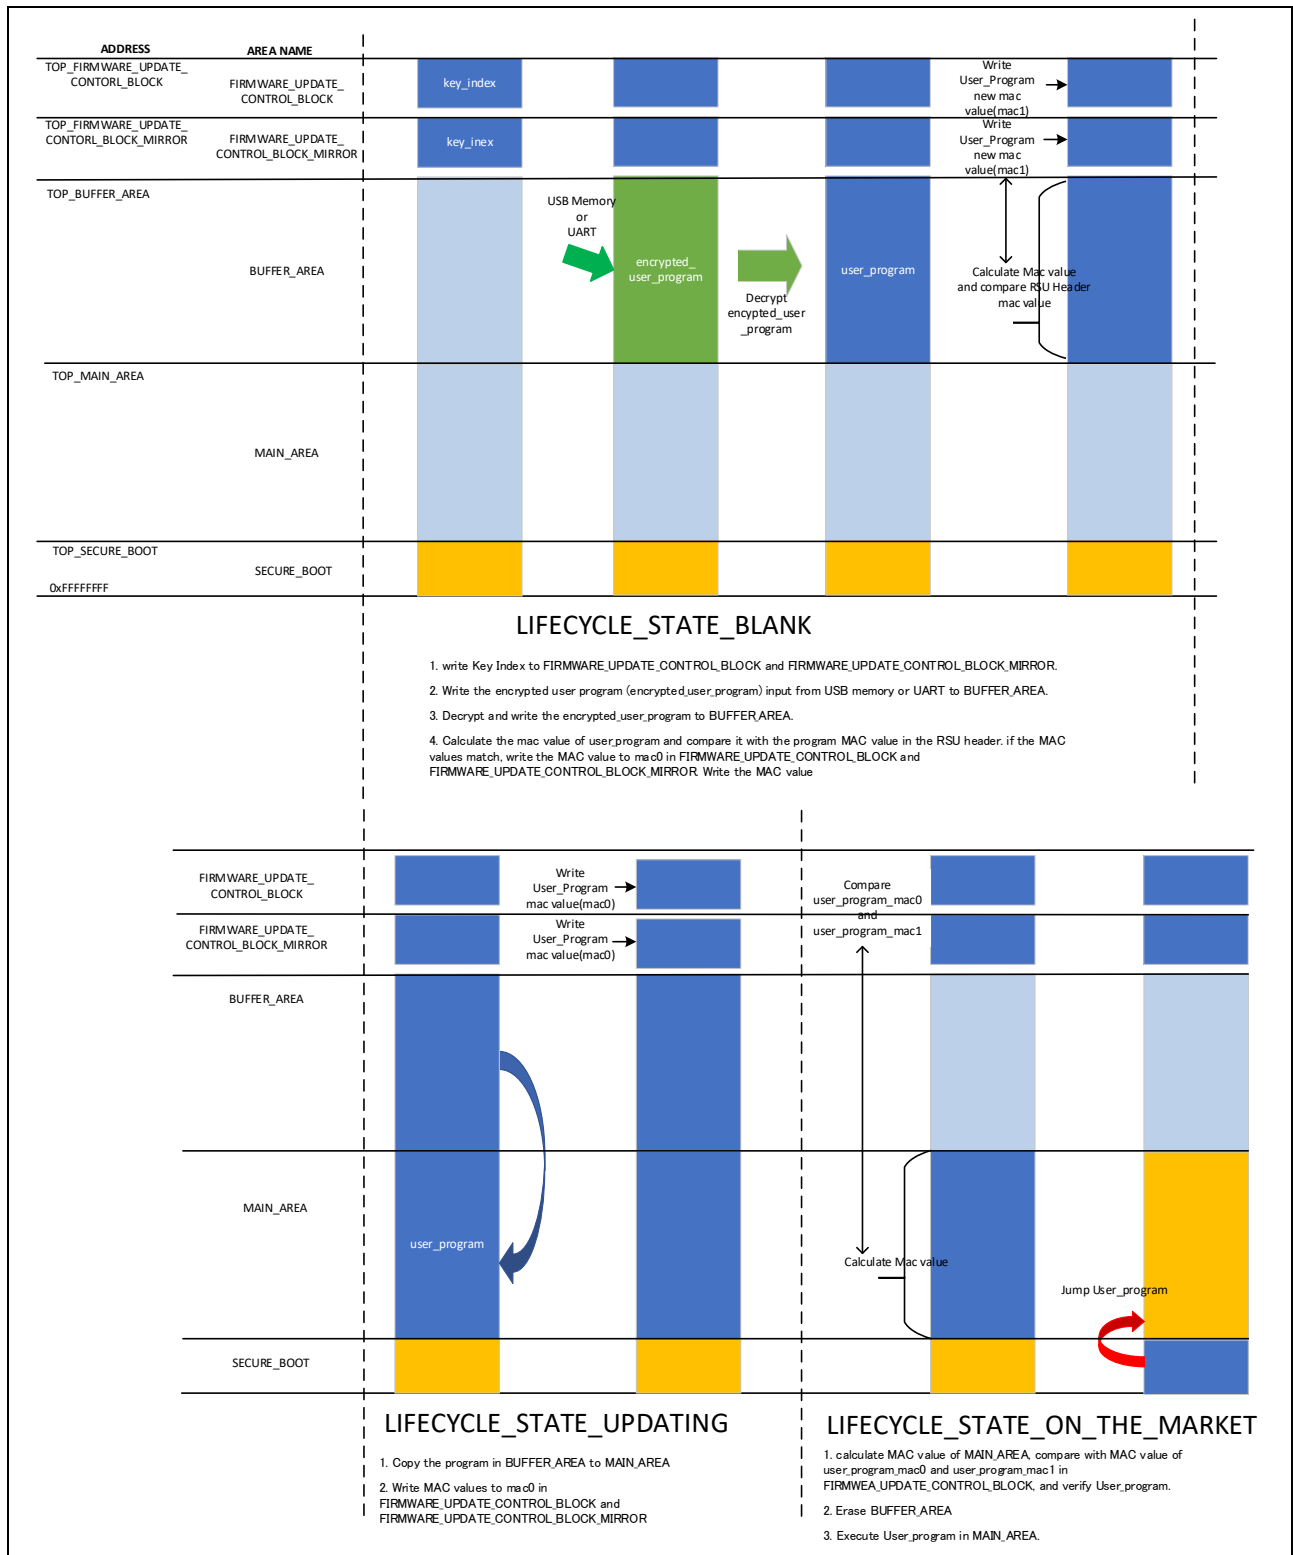 ADDRESS
AREA NAME
TOP_FIRMWARE_UPDATE_
CONTORL_BLOCK
FIRMWARE_UPDATE_
CONTROL_BLOCK
key_index
Write
User_Program
new mac
value(mac1)
TOP_FIRMWARE_UPDATE_
CONTORL_BLOCK_MIRROR
FIRMWARE_UPDATE_
CONTROL_BLOCK_MIRROR
key_inex
Write
User_Program
new mac
value(mac1)
TOP_BUFFER_AREA
BUFFER_AREA
USB Memory
or
UART
encrypted_
user_program
Decrypt
encypted_user
_program
user_program
Calculate Mac value
and compare RSU Header
mac value
TOP_MAIN_AREA
MAIN_AREA
TOP_SECURE_BOOT
SECURE_BOOT
0xFFFFFFFF
LIFECYCLE_STATE_BLANK
1. write Key Index to FIRMWARE_UPDATE_CONTROL_BLOCK and FIRMWARE_UPDATE_CONTROL_BLOCK_MIRROR.
2. Write the encrypted user program (encrypted_user_program) input from USB memory or UART to BUFFER_AREA.
3. Decrypt and write the encrypted_user_program to BUFFER_AREA.
4. Calculate the mac value of user_program and compare it with the program MAC value in the RSU header. if the MAC
values match, write the MAC value to mac0 in FIRMWARE_UPDATE_CONTROL_BLOCK and
FIRMWARE_UPDATE_CONTROL_BLOCK_MIRROR. Write the MAC value
FIRMWARE_UPDATE_
CONTROL_BLOCK
Write
User_Program
mac value(mac0)
Compare
user_program_mac0
and
user_program_mac1
FIRMWARE_UPDATE_
CONTROL_BLOCK_MIRROR
Write
User_Program
mac value(mac0)
BUFFER_AREA
MAIN_AREA
user_program
Calculate Mac value
Jump User_program
SECURE_BOOT
LIFECYCLE_STATE_UPDATING
1. Copy the program in BUFFER_AREA to MAIN_AREA
2. Write MAC values to mac0 in
FIRMWARE_UPDATE_CONTROL_BLOCK and
FIRMWARE_UPDATE_CONTROL_BLOCK_MIRROR
LIFECYCLE_STATE_ON_THE_MARKET
1. calculate MAC value of MAIN_AREA, compare with MAC value of
user_program_mac0 and user_program_mac1 in
FIRMWEA_UPDATE_CONTROL_BLOCK, and verify User_program.
2. Erase BUFFER_AREA
3. Execute User_program in MAIN_AREA.